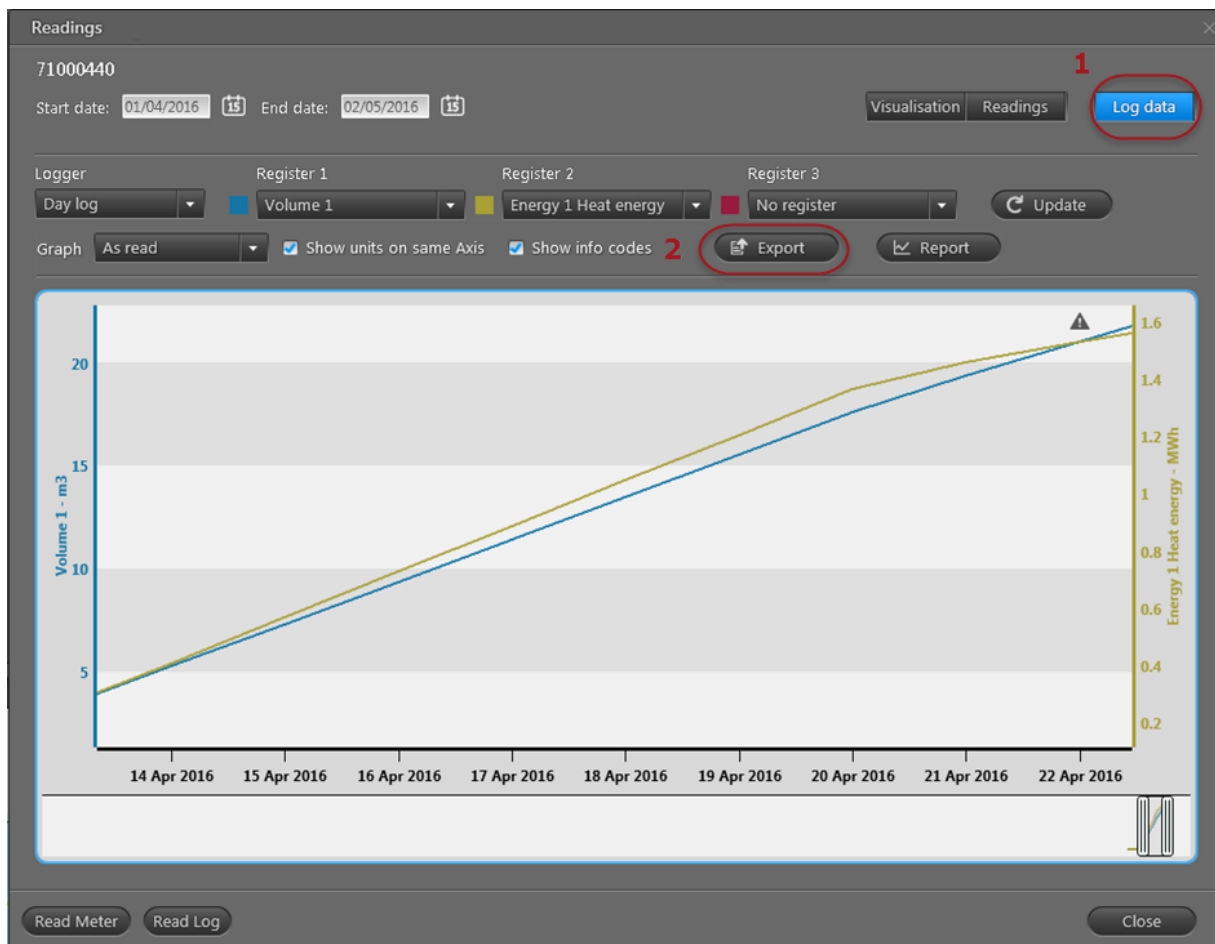 Readings
71000440
1
Start date: 01/04/2016 15 End date: 02/05/2016 15
Visualisation Readings Log data
Logger Register 1 Register 2 Register 3
Day log Volume 1 Energy 1 Heat energy No register Update
Graph As read Show units on same Axis Show info codes 2 Export Report
20
15
10
5
Volume 1 - m3
1.6
1.4
1.2
1
0.8
0.6
0.4
0.2
Energy 1 Heat energy - MWh
14 Apr 2016 15 Apr 2016 16 Apr 2016 17 Apr 2016 18 Apr 2016 19 Apr 2016 20 Apr 2016 21 Apr 2016 22 Apr 2016
Read Meter Read Log Close